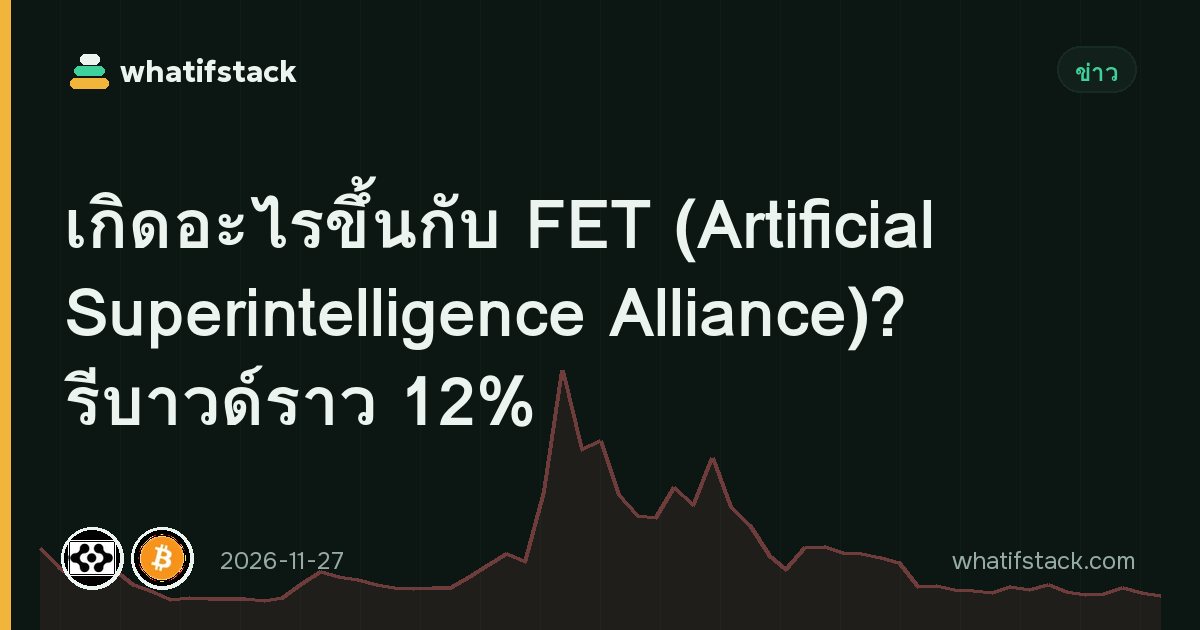 whatifstack
ข่าว
เกิดอะไรขึ้นกับ FET (Artificial
Superintelligence Alliance)?
รีบาวด์ราว 12%
2026-11-27
whatifstack.com